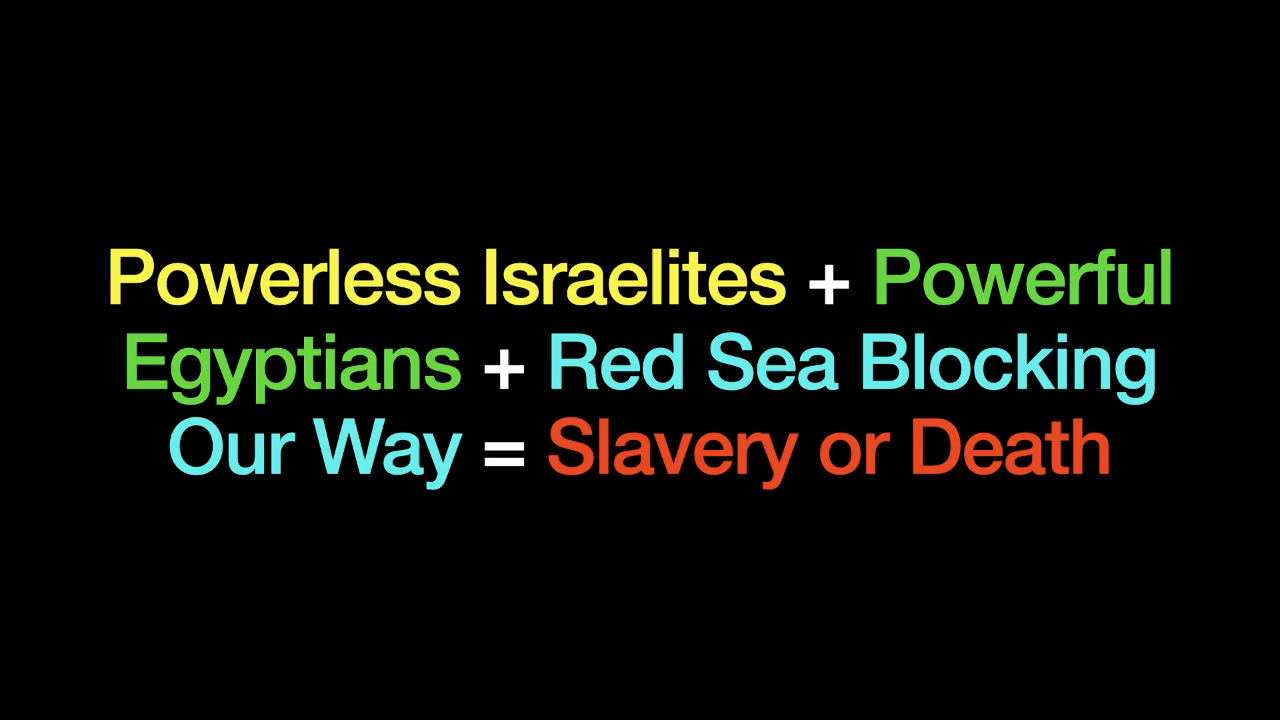 Powerless Israelites + Powerful
Egyptians + Red Sea Blocking
Our Way = Slavery or Death